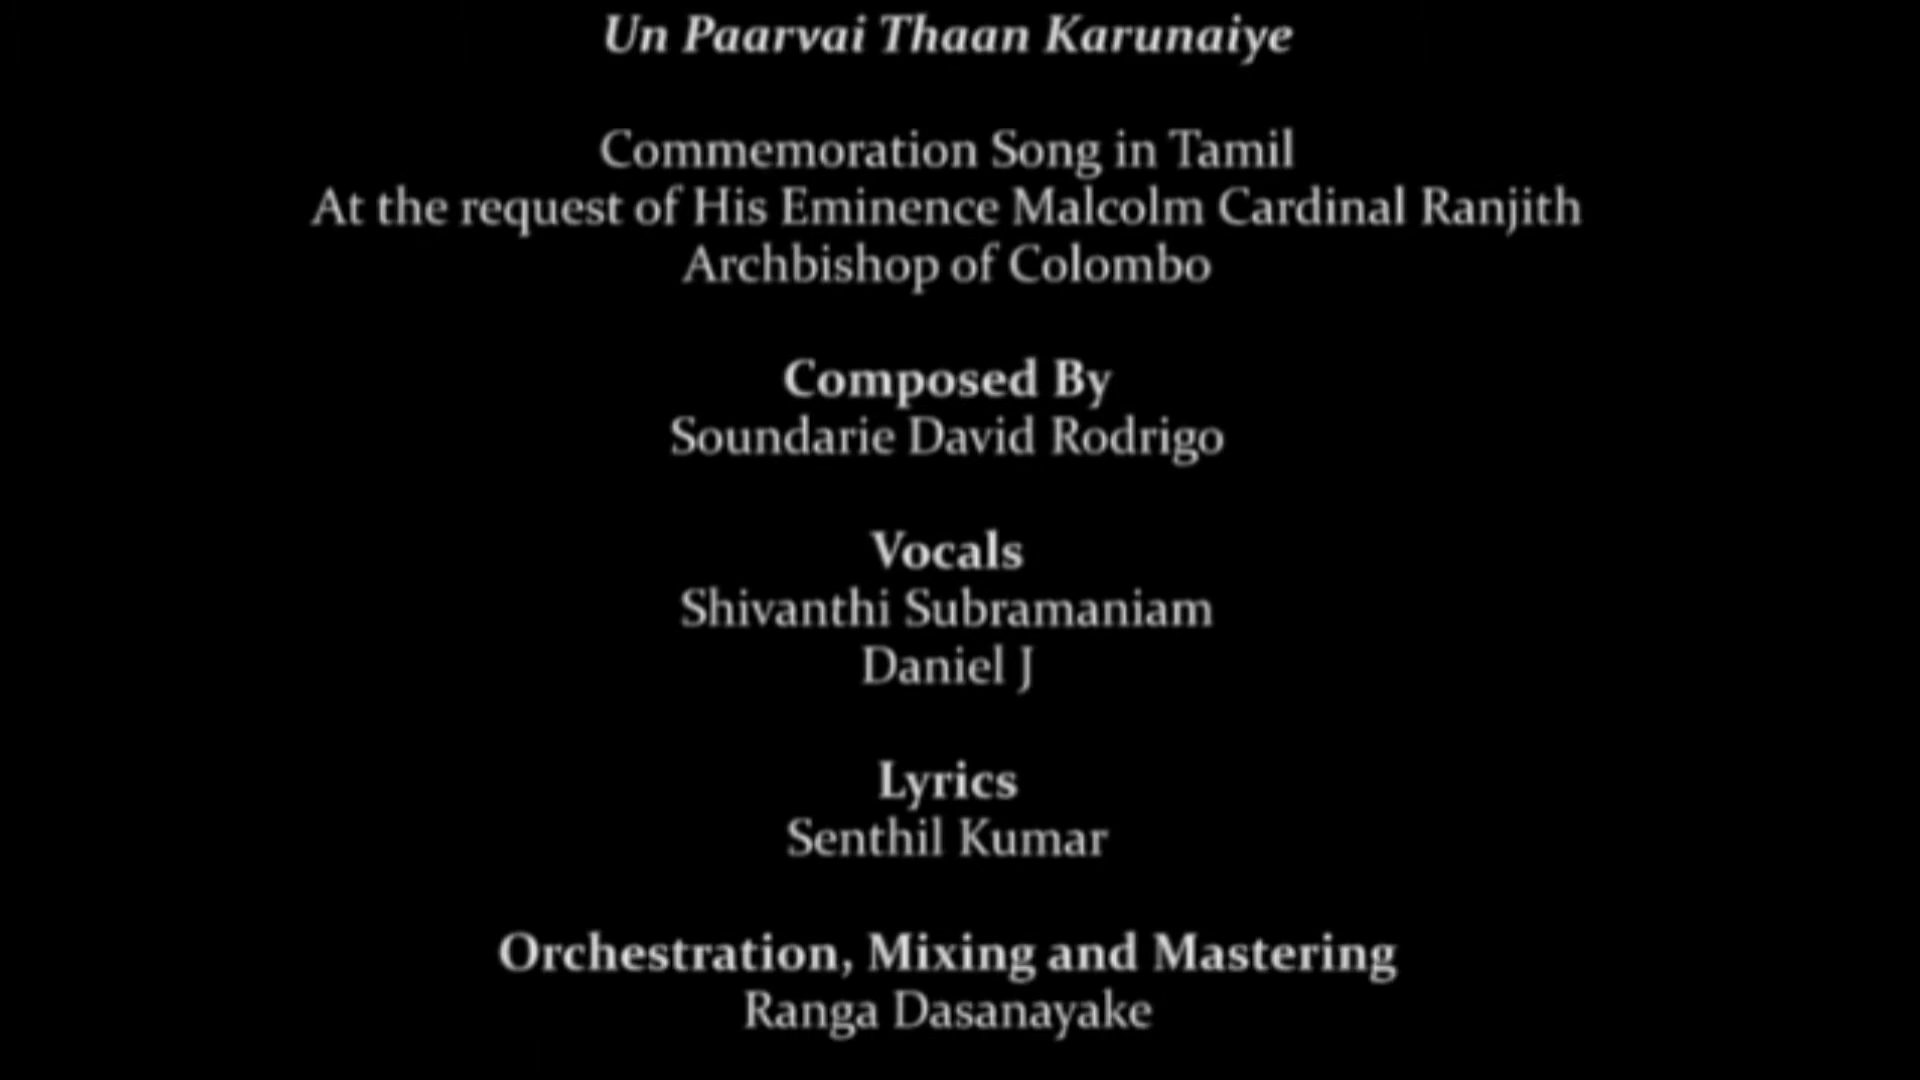 Un Paarvai Thaan Karunaiye
Commemoration Song in Tamil
At the request of His Eminence Malcolm Cardinal Ranjith
Archbishop of Colombo
Composed By
Soundarie David Rodrigo
Vocals
Shivanthi Subramaniam
Daniel J
Lyrics
Senthil Kumar
Orchestration, Mixing and Mastering
Ranga Dasanayake